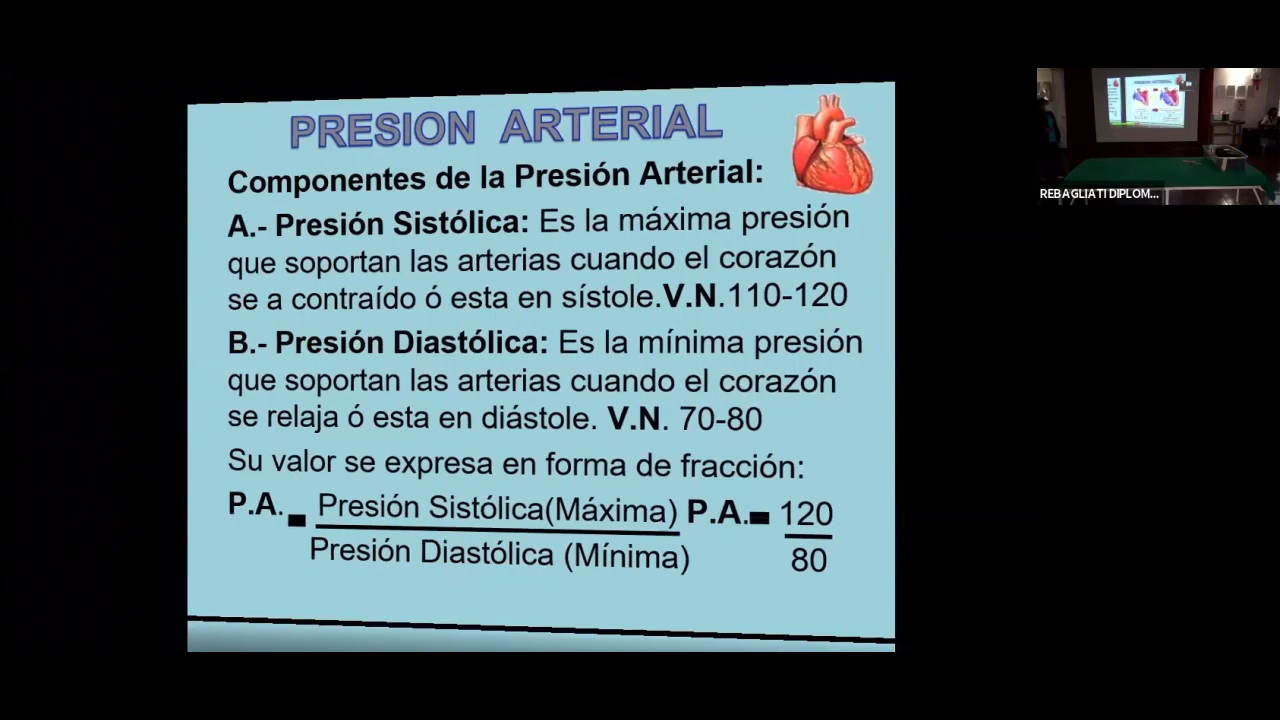 PRESION ARTERIAL
Componentes de la Presión Arterial:
A.- Presión Sistólica: Es la máxima presión
que soportan las arterias cuando el corazón
se a contraído ó esta en sístole.V.N.110-120
B.- Presión Diastólica: Es la mínima presión
que soportan las arterias cuando el corazón
se relaja ó esta en diástole. V.N. 70-80
Su valor se expresa en forma de fracción:
P.A. = Presión Sistólica(Máxima) P.A.= 120
Presión Diastólica (Mínima) 80
REBAGLIATI DIPLOM...
PRESION ARTERIAL